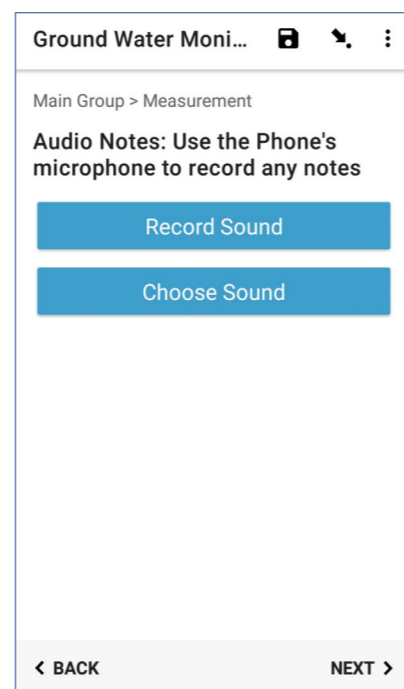 Ground Water Moni...
Main Group > Measurement
Audio Notes: Use the Phone's
microphone to record any notes
Record Sound
Choose Sound
< BACK
NEXT >